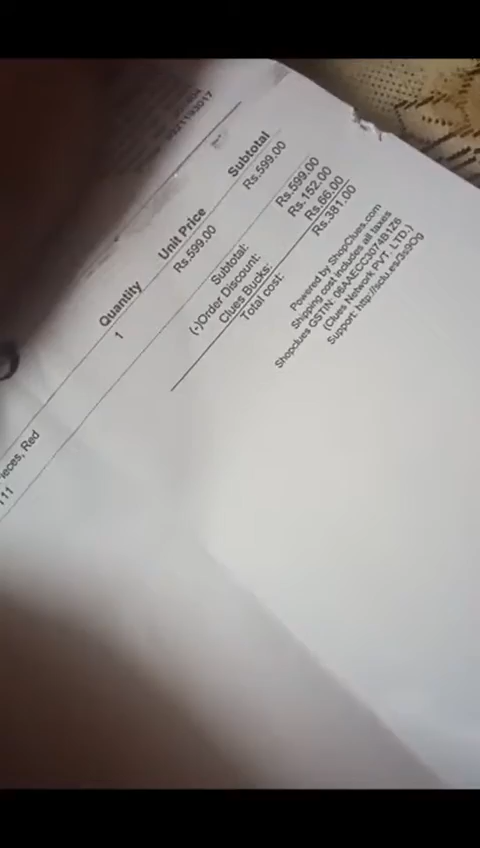 Quantity Unit Price Subtotal
1 Rs.599.00 Rs.599.00
Red
111
Subtotal: Rs.599.00
(-)Order Discount: Rs.152.00
Clues Bucks: Rs.66.00
Total cost: Rs.381.00
Powered by ShopClues.com
Shipping cost includes all taxes
Shopclues GSTIN: 06AAECC3074B1Z6
(Clues Network PVT, LTD.)
Support: http://sclu.es/3s9Og